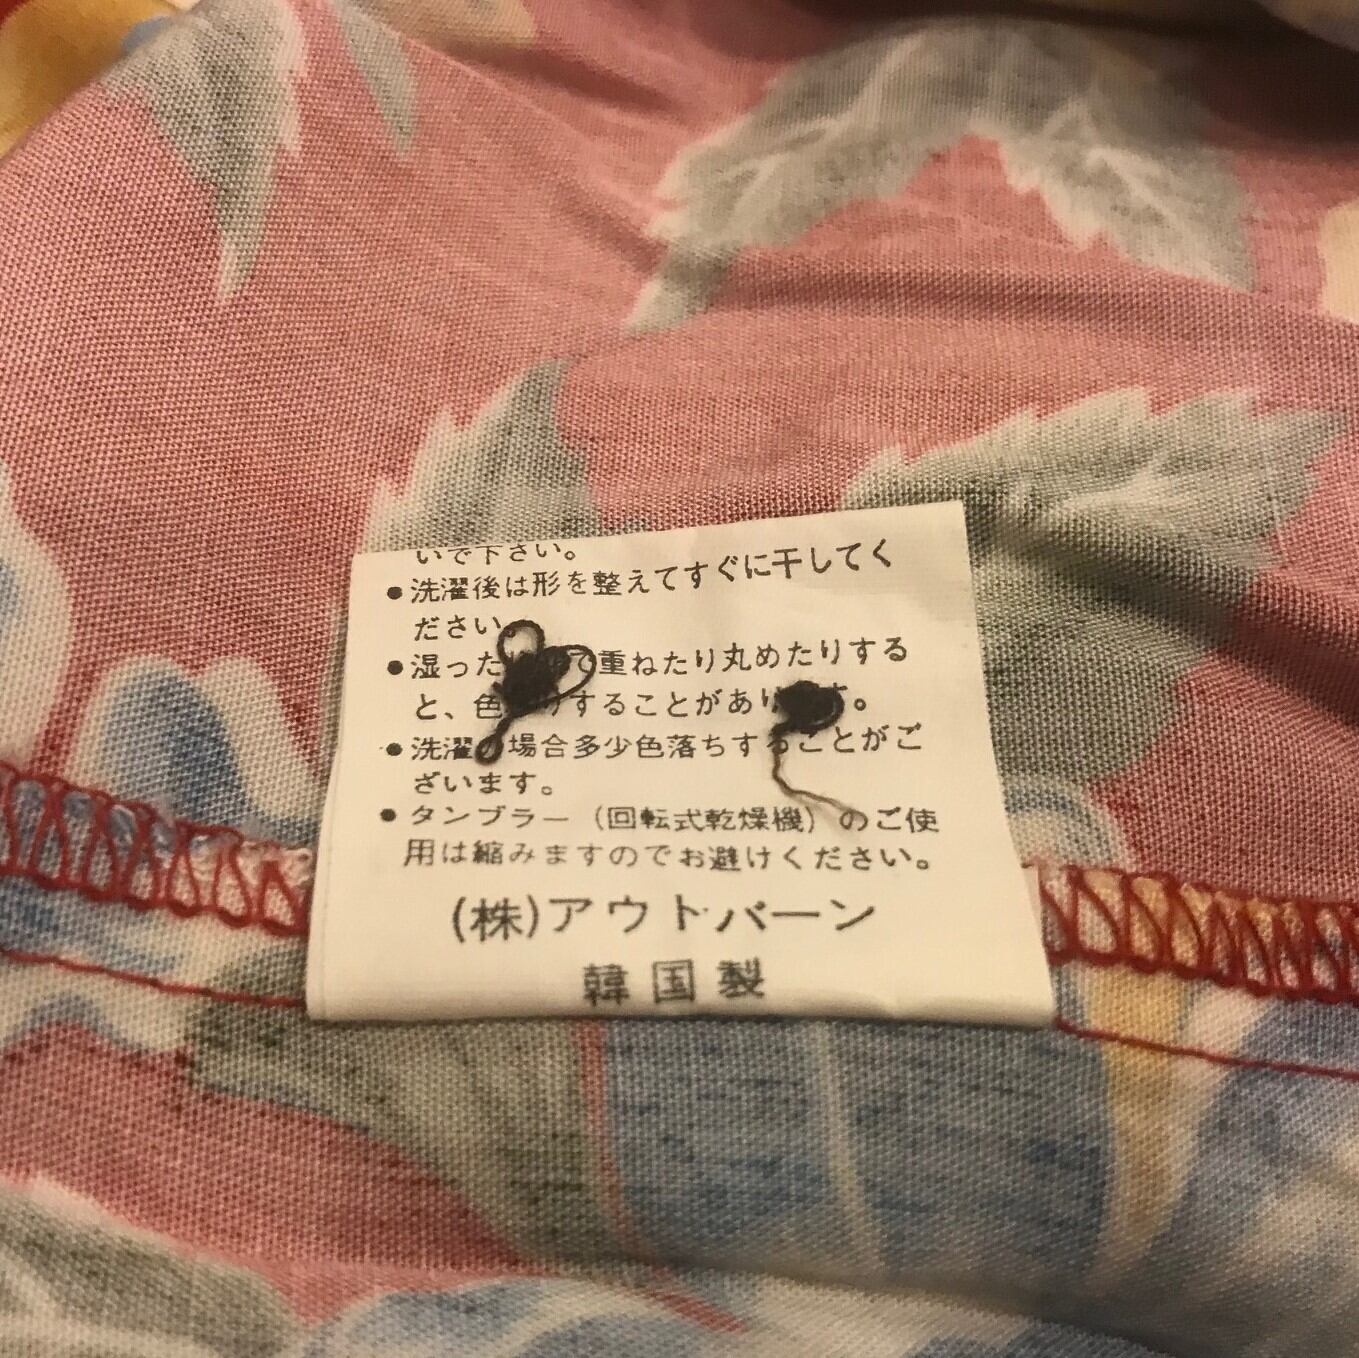 いで下さい。
●洗濯後は形を整えてすぐに干してく
ださい。
●湿った で重ねたり丸めたりする
と、色 りすることがあります。
●洗濯の場合多少色落ちすることがご
ざいます。
●タンブラー（回転式乾燥機）のご使
用は縮みますのでお避けください。
(株)アウトバーン
韓国製